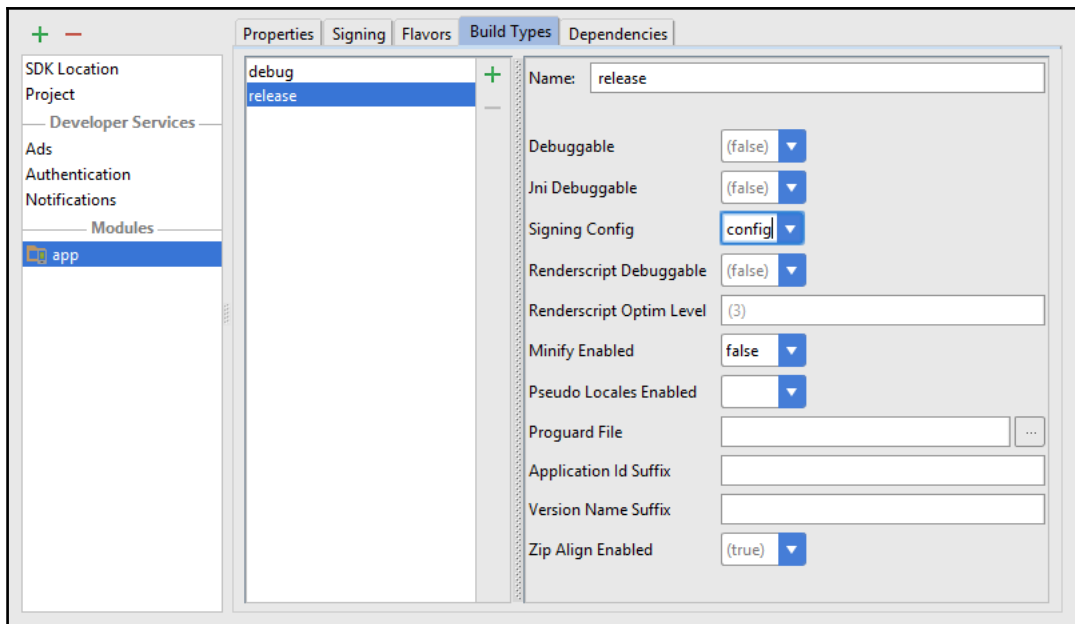 Properties Signing Flavors Build Types Dependencies
SDK Location
Project
Developer Services
Ads
Authentication
Notifications
Modules
app
debug
release
Name: release
Debuggable (false)
Jni Debuggable (false)
Signing Config config
Renderscript Debuggable (false)
Renderscript Optim Level (3)
Minify Enabled false
Pseudo Locales Enabled
Proguard File ...
Application Id Suffix
Version Name Suffix
Zip Align Enabled (true)